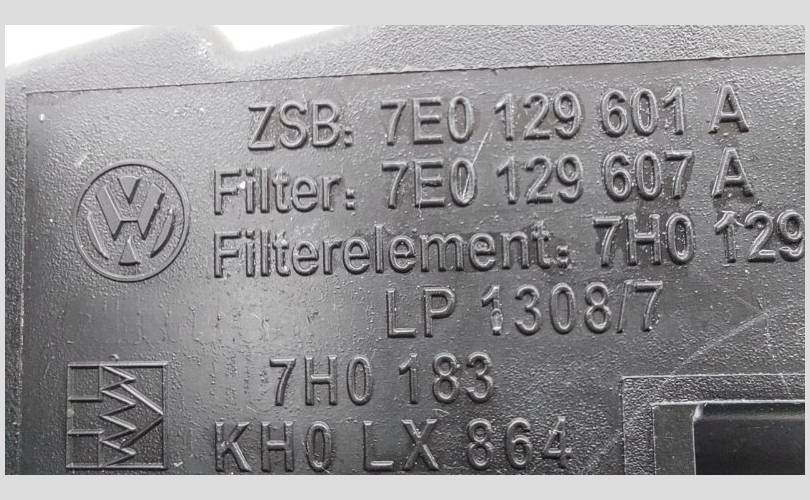 ZSB: 7E0 129 601 A
Filter: 7E0 129 607 A
Filterelement: 7H0 129
LP 1308/7
7H0 183
KH0 LX 864